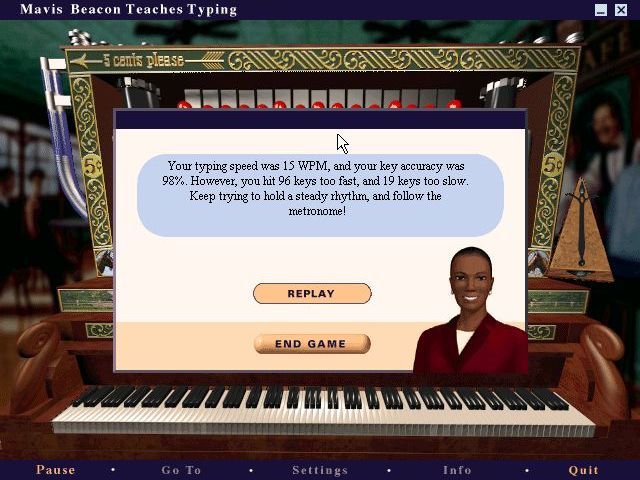 Mavis Beacon Teaches Typing
5 cents please
CAFÉ
5¢
5¢
Your typing speed was 15 WPM, and your key accuracy was
98%. However, you hit 96 keys too fast, and 19 keys too slow.
Keep trying to hold a steady rhythm, and follow the
metronome!
REPLAY
END GAME
Pause • Go To • Settings • Info • Quit